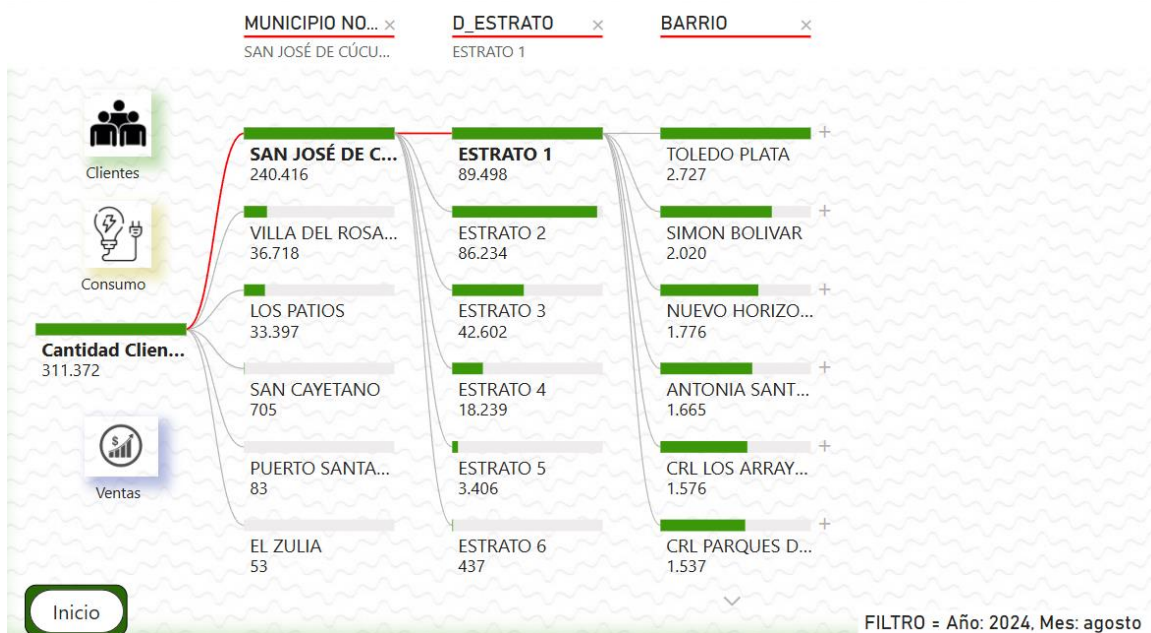 MUNICIPIO NO... ×
SAN JOSÉ DE CÚCU...
D_ESTRATO ×
ESTRATO 1
BARRIO ×
Clientes
Consumo
Cantidad Clien...
311.372
$
Ventas
SAN JOSÉ DE C...
240.416
VILLA DEL ROSA...
36.718
LOS PATIOS
33.397
SAN CAYETANO
705
PUERTO SANTA...
83
EL ZULIA
53
ESTRATO 1
89.498
ESTRATO 2
86.234
ESTRATO 3
42.602
ESTRATO 4
18.239
ESTRATO 5
3.406
ESTRATO 6
437
TOLEDO PLATA
2.727
SIMON BOLIVAR
2.020
NUEVO HORIZO...
1.776
ANTONIA SANT...
1.665
CRL LOS ARRAY...
1.576
CRL PARQUES D...
1.537
Inicio
FILTRO = Año: 2024, Mes: agosto